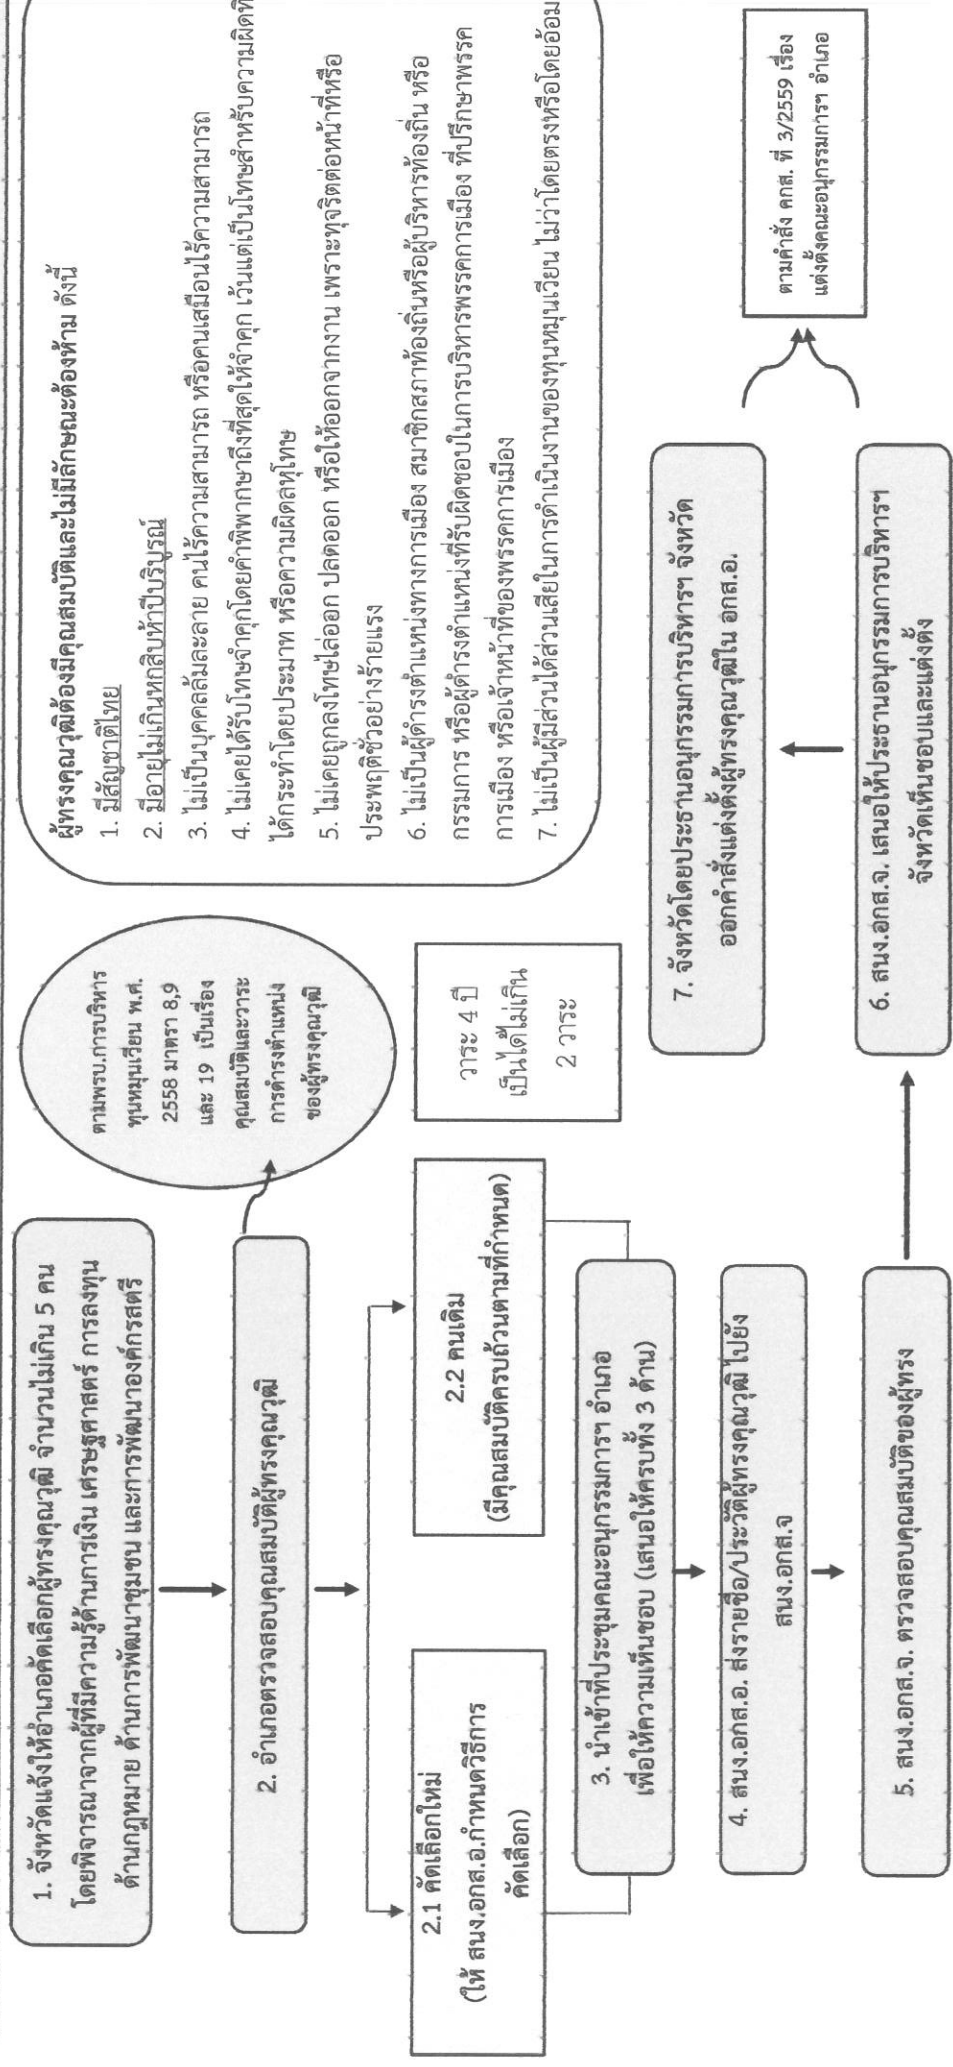 1. จังหวัดแจ้งให้อำเภอคัดเลือกผู้ทรงคุณวุฒิ จำนวนไม่เกิน 5 คน
โดยพิจารณาจากผู้ที่มีความรู้ด้านการเงิน เศรษฐศาสตร์ การลงทุน
ด้านกฎหมาย ด้านการพัฒนาชุมชน และการพัฒนาองค์กรสตรี
2. อำเภอตรวจสอบคุณสมบัติผู้ทรงคุณวุฒิ
ตามพรบ.การบริหาร
ทุนหมุนเวียน พ.ศ.
2558 มาตรา 8,9
และ 19 เป็นเรื่อง
คุณสมบัติและวาระ
การดำรงตำแหน่ง
ของผู้ทรงคุณวุฒิ
2.1 คัดเลือกใหม่
(ให้ สนง.อกส.อ.กำหนดวิธีการ
คัดเลือก)
2.2 คนเดิม
(มีคุณสมบัติครบถ้วนตามที่กำหนด)
วาระ 4 ปี
เป็นได้ไม่เกิน
2 วาระ
3. นำเข้าที่ประชุมคณะอนุกรรมการฯ อำเภอ
เพื่อให้ความเห็นชอบ (เสนอให้ครบทั้ง 3 ด้าน)
4. สนง.อกส.อ. ส่งรายชื่อ/ประวัติผู้ทรงคุณวุฒิ ไปยัง
สนง.อกส.จ
5. สนง.อกส.จ. ตรวจสอบคุณสมบัติของผู้ทรง
6. สนง.อกส.จ. เสนอให้ประธานอนุกรรมการบริหารฯ
จังหวัดเห็นชอบและแต่งตั้ง
7. จังหวัดโดยประธานอนุกรรมการบริหารฯ จังหวัด
ออกคำสั่งแต่งตั้งผู้ทรงคุณวุฒิใน อกส.อ.
ตามคำสั่ง คกส. ที่ 3/2559 เรื่อง
แต่งตั้งคณะอนุกรรมการฯ อำเภอ
ผู้ทรงคุณวุฒิต้องมีคุณสมบัติและไม่มีลักษณะต้องห้าม ดังนี้
1. มีสัญชาติไทย
2. มีอายุไม่เกินหกสิบห้าปีบริบูรณ์
3. ไม่เป็นบุคคลล้มละลาย คนไร้ความสามารถ หรือคนเสมือนไร้ความสามารถ
4. ไม่เคยได้รับโทษจำคุกโดยคำพิพากษาถึงที่สุดให้จำคุก เว้นแต่เป็นโทษสำหรับความผิดที่
ได้กระทำโดยประมาท หรือความผิดลหุโทษ
5. ไม่เคยถูกลงโทษไล่ออก ปลดออก หรือให้ออกจากงาน เพราะทุจริตต่อหน้าที่หรือ
ประพฤติชั่วอย่างร้ายแรง
6. ไม่เป็นผู้ดำรงตำแหน่งทางการเมือง สมาชิกสภาท้องถิ่นหรือผู้บริหารท้องถิ่น หรือ
กรรมการ หรือผู้ดำรงตำแหน่งที่รับผิดชอบในการบริหารพรรคการเมือง ที่ปรึกษาพรรค
การเมือง หรือเจ้าหน้าที่ของพรรคการเมือง
7. ไม่เป็นผู้มีส่วนได้ส่วนเสียในการดำเนินงานของทุนหมุนเวียน ไม่ว่าโดยตรงหรือโดยอ้อม